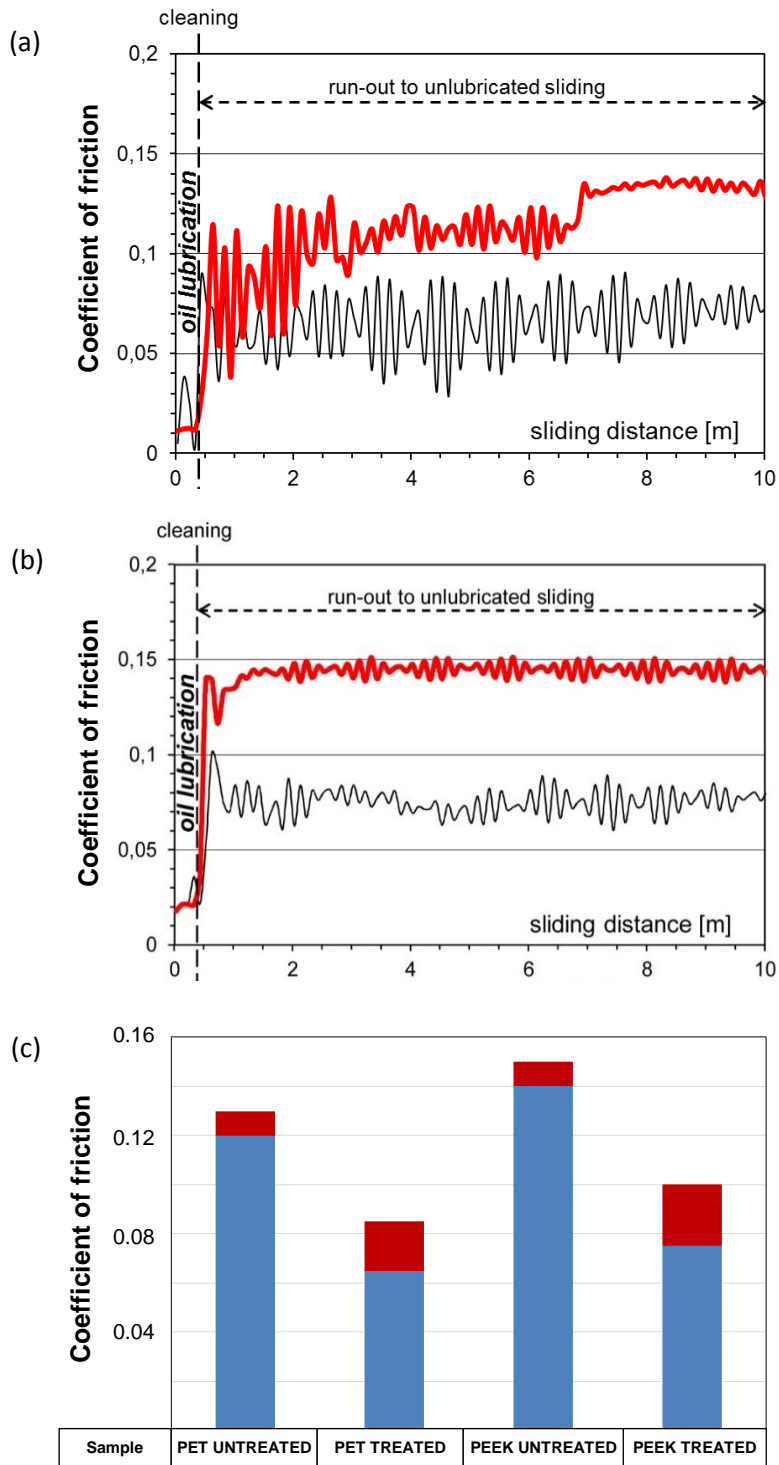 cleaning
(a)
0,2
run-out to unlubricated sliding
0,15
Coefficient of friction
oil lubrication
0,1
0,05
sliding distance [m]
0
0 2 4 6 8 10
cleaning
(b)
0,2
run-out to unlubricated sliding
0,15
Coefficient of friction
oil lubrication
0,1
0,05
sliding distance [m]
0
0 2 4 6 8 10
(c)
0.16
Coefficient of friction
0.12
0.08
0.04
Sample PET UNTREATED PET TREATED PEEK UNTREATED PEEK TREATED